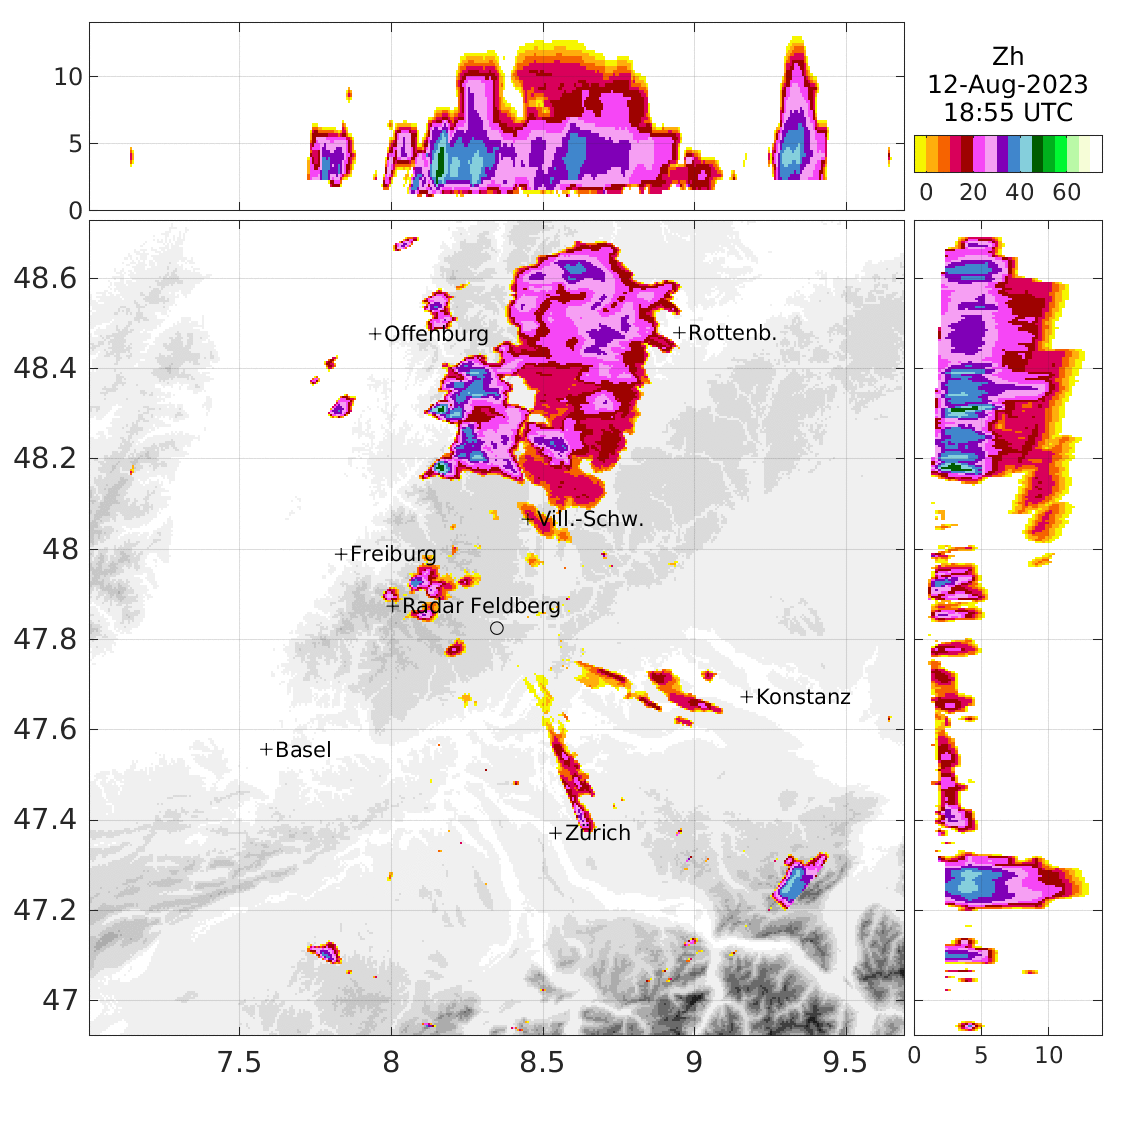 Zh
12-Aug-2023
18:55 UTC
0 20 40 60
10
5
0
48.6
48.4
48.2
48
47.8
47.6
47.4
47.2
47
+Offenburg
+Rottenb.
+Vill.-Schw.
+Freiburg
+Radar Feldberg
+Konstanz
+Basel
+Zurich
7.5 8 8.5 9 9.5
0 5 10